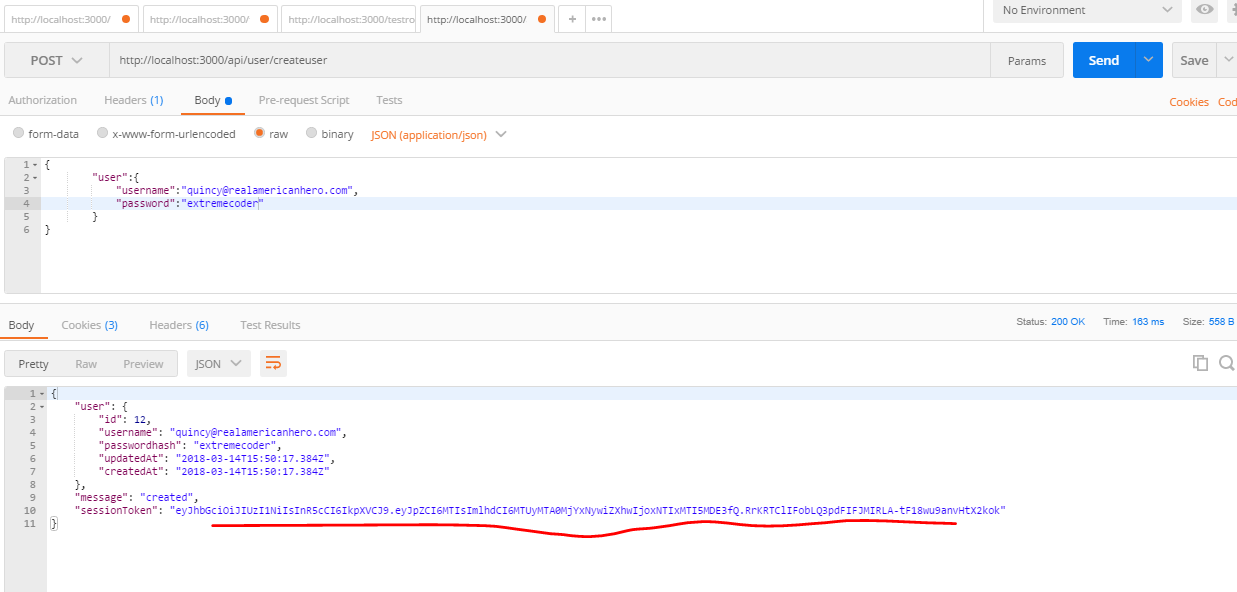 http://localhost:3000/ http://localhost:3000/ http://localhost:3000/testro http://localhost:3000/ + ••• No Environment
POST http://localhost:3000/api/user/createuser Params Send Save
Authorization Headers (1) Body Pre-request Script Tests Cookies Cod
form-data x-www-form-urlencoded raw binary JSON (application/json)
1 {
2 "user":{
3 "username":"quincy@realamericanhero.com",
4 "password":"extremecoder"
5 }
6 }
Body Cookies (3) Headers (6) Test Results Status: 200 OK Time: 163 ms Size: 558 B
Pretty Raw Preview JSON
1 {
2 "user": {
3 "id": 12,
4 "username": "quincy@realamericanhero.com",
5 "passwordhash": "extremecoder",
6 "updatedAt": "2018-03-14T15:50:17.384Z",
7 "createdAt": "2018-03-14T15:50:17.384Z"
8 },
9 "message": "created",
10 "sessionToken": "eyJhbGciOiJIUzI1NiIsInR5cCI6IkpXVCJ9.eyJpZCI6MTIsImlhdCI6MTUyMTA0MjYxNywiZXhwIjoxNTIxMTI5MDE3fQ.RrKRTClIFobLQ3pdFIFJMIRLA-tF18wu9anvHtX2kok"
11 }